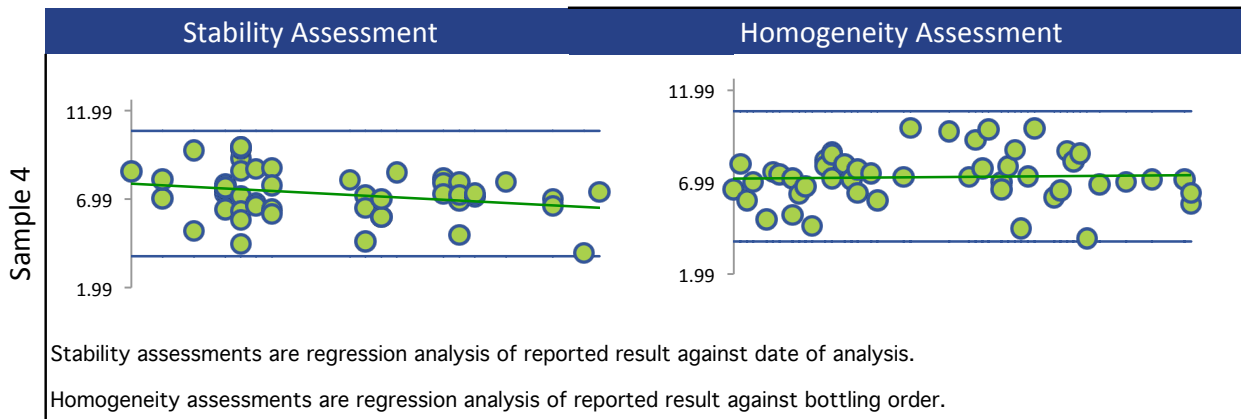 Stability Assessment
Homogeneity Assessment
Sample 4
11.99
6.99
1.99
11.99
6.99
1.99
Stability assessments are regression analysis of reported result against date of analysis.
Homogeneity assessments are regression analysis of reported result against bottling order.